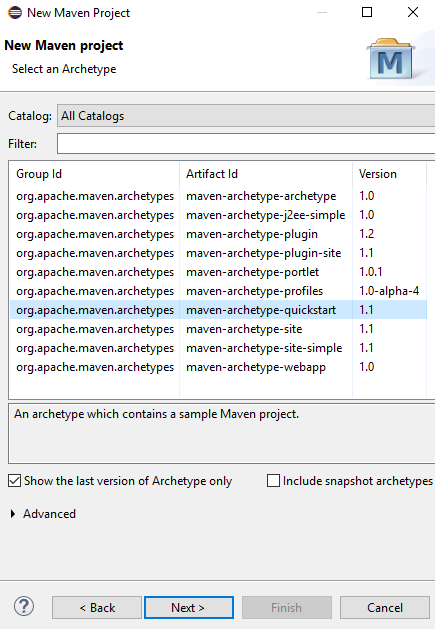 New Maven Project
New Maven project
Select an Archetype
M
Catalog: All Catalogs
Filter:
Group Id Artifact Id Version
org.apache.maven.archetypes maven-archetype-archetype 1.0
org.apache.maven.archetypes maven-archetype-j2ee-simple 1.0
org.apache.maven.archetypes maven-archetype-plugin 1.2
org.apache.maven.archetypes maven-archetype-plugin-site 1.1
org.apache.maven.archetypes maven-archetype-portlet 1.0.1
org.apache.maven.archetypes maven-archetype-profiles 1.0-alpha-4
org.apache.maven.archetypes maven-archetype-quickstart 1.1
org.apache.maven.archetypes maven-archetype-site 1.1
org.apache.maven.archetypes maven-archetype-site-simple 1.1
org.apache.maven.archetypes maven-archetype-webapp 1.0
An archetype which contains a sample Maven project.
Show the last version of Archetype only Include snapshot archetypes
Advanced
? < Back Next > Finish Cancel